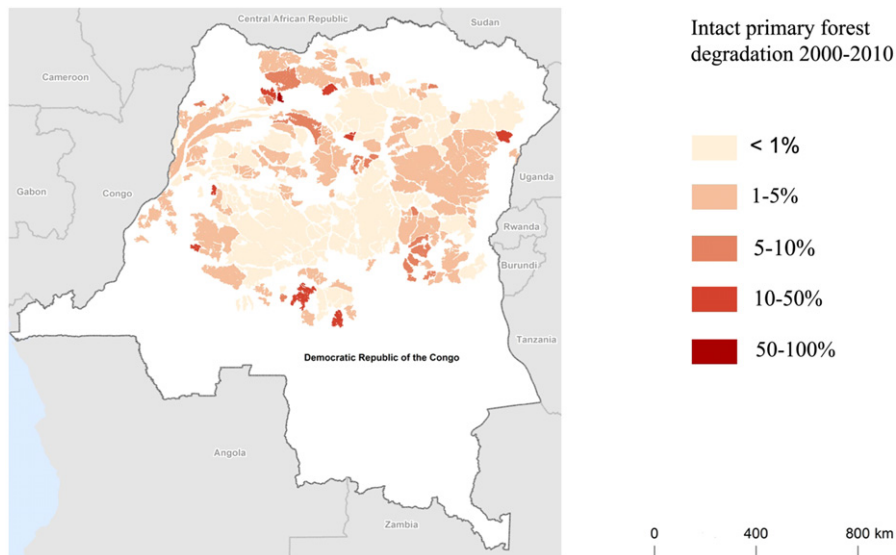 Central African Republic
Sudan
Cameroon
Gabon
Congo
Uganda
Rwanda
Burundi
Tanzania
Democratic Republic of the Congo
Angola
Zambia
Intact primary forest
degradation 2000-2010
< 1%
1-5%
5-10%
10-50%
50-100%
0 400 800 km